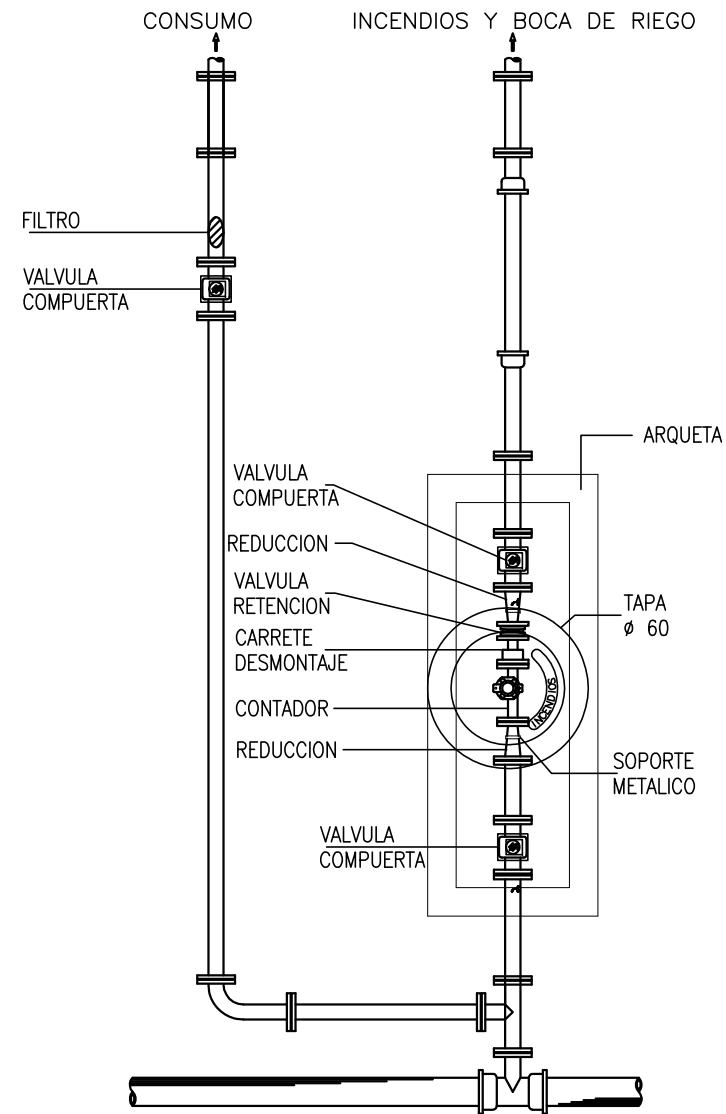 CONSUMO
INCENDIOS Y BOCA DE RIEGO
FILTRO
VALVULA
COMPUERTA
ARQUETA
VALVULA
COMPUERTA
REDUCCION
VALVULA
RETENCION
TAPA
ø 60
CARRETE
DESMONTAJE
INCENDIOS
CONTADOR
REDUCCION
SOPORTE
METALICO
VALVULA
COMPUERTA